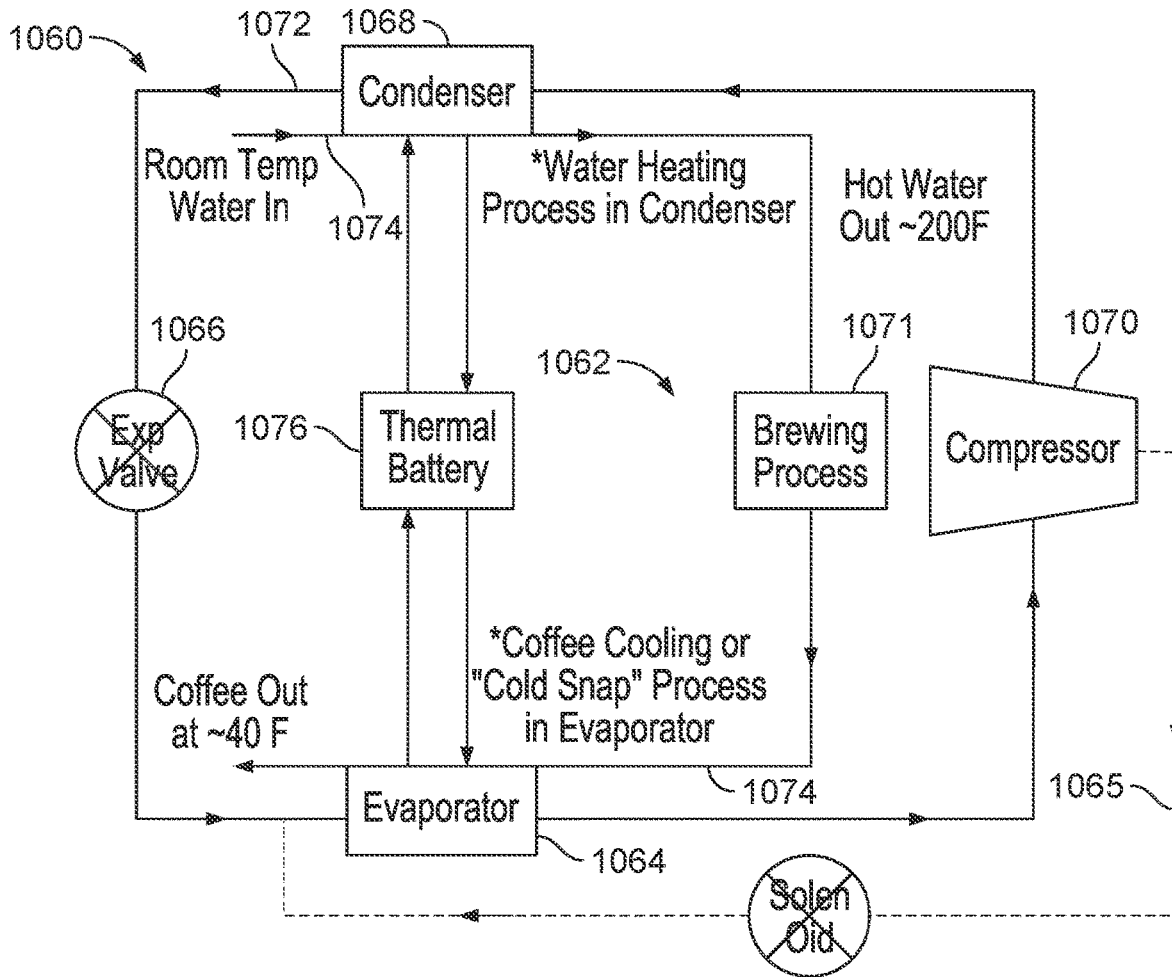 1060
1072
1068
Condenser
Room Temp
Water In
1074
*Water Heating
Process in Condenser
Hot Water
Out ~200F
1066
Exp
Valve
1076
Thermal
Battery
1062
1071
Brewing
Process
1070
Compressor
Coffee Out
at ~40 F
*Coffee Cooling or
"Cold Snap" Process
in Evaporator
1074
1065
Evaporator
1064
Solen
Oid